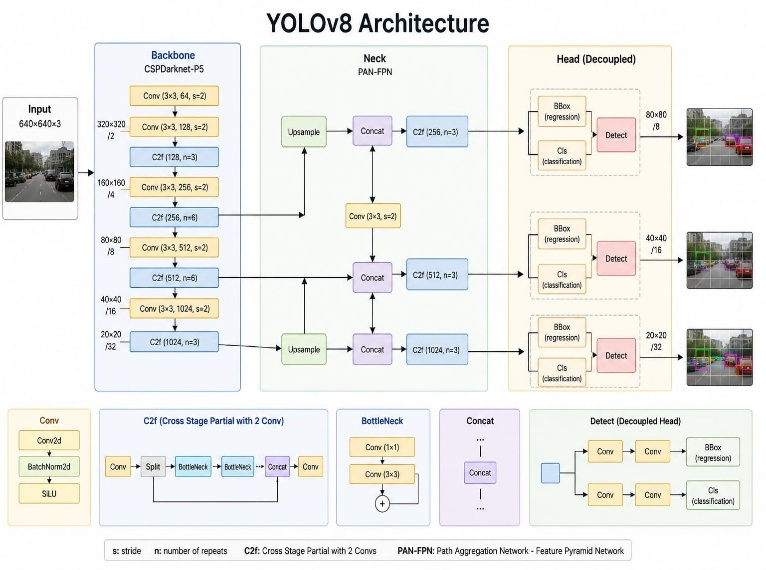 YOLOv8 Architecture
Input
640×640×3
Backbone
CSPDarknet-P5
Conv (3×3, 64, s=2)
320×320
/2
Conv (3×3, 128, s=2)
C2f (128, n=3)
160×160
/4
Conv (3×3, 256, s=2)
C2f (256, n=6)
80×80
/8
Conv (3×3, 512, s=2)
C2f (512, n=6)
40×40
/16
Conv (3×3, 1024, s=2)
20×20
/32
C2f (1024, n=3)
Neck
PAN-FPN
Upsample
Concat
C2f (256, n=3)
Conv (3×3, s=2)
Concat
C2f (512, n=3)
Upsample
Concat
C2f (1024, n=3)
Head (Decoupled)
BBox
(regression)
Cls
(classification)
Detect
80×80
/8
BBox
(regression)
Cls
(classification)
Detect
40×40
/16
BBox
(regression)
Cls
(classification)
Detect
20×20
/32
Conv
Conv2d
BatchNorm2d
SiLU
C2f (Cross Stage Partial with 2 Conv)
Conv
Split
BottleNeck
BottleNeck
Concat
Conv
BottleNeck
Conv (1×1)
Conv (3×3)
+
Concat
...
Concat
...
Detect (Decoupled Head)
Conv
Conv
BBox
(regression)
Conv
Conv
Cls
(classification)
s: stride n: number of repeats C2f: Cross Stage Partial with 2 Convs PAN-FPN: Path Aggregation Network - Feature Pyramid Network